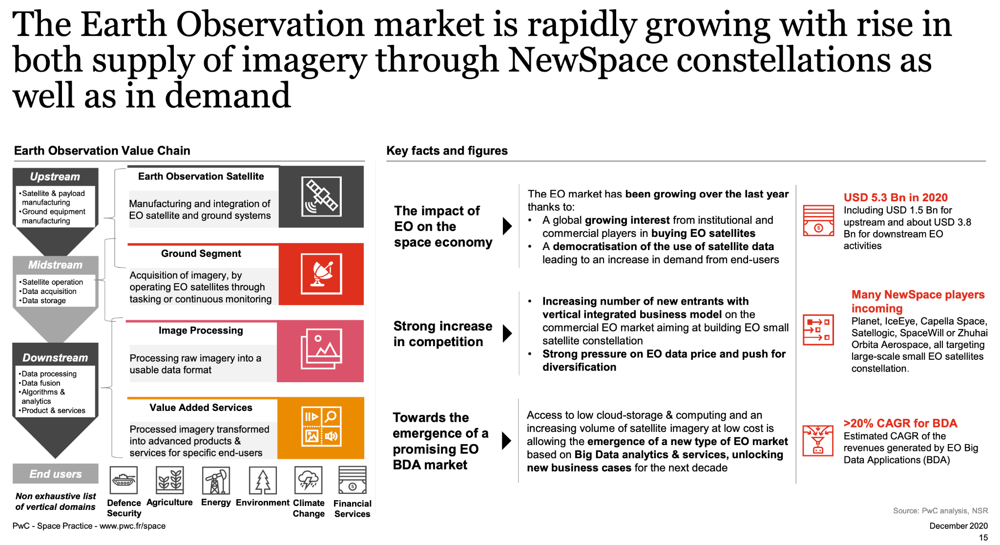 The Earth Observation market is rapidly growing with rise in
both supply of imagery through NewSpace constellations as
well as in demand
Earth Observation Value Chain
Upstream
•Satellite & payload
manufacturing
•Ground equipment
manufacturing
Midstream
•Satellite operation
•Data acquisition
•Data storage
Downstream
•Data processing
•Data fusion
•Algorithms &
analytics
•Product & services
End users
Non exhaustive list
of vertical domains
Earth Observation Satellite
Manufacturing and integration of
EO satellite and ground systems
Ground Segment
Acquisition of imagery, by
operating EO satellites through
tasking or continuous monitoring
Image Processing
Processing raw imagery into a
usable data format
Value Added Services
Processed imagery transformed
into advanced products &
services for specific end-users
Defence
Security
Agriculture
Energy
Environment
Climate
Change
$
Financial
Services
Key facts and figures
The impact of
EO on the
space economy
The EO market has been growing over the last year
thanks to:
• A global growing interest from institutional and
commercial players in buying EO satellites
• A democratisation of the use of satellite data
leading to an increase in demand from end-users
$
USD 5.3 Bn in 2020
Including USD 1.5 Bn for
upstream and about USD 3.8
Bn for downstream EO
activities
Strong increase
in competition
• Increasing number of new entrants with
vertical integrated business model on the
commercial EO market aiming at building EO small
satellite constellation
• Strong pressure on EO data price and push for
diversification
Many NewSpace players
incoming
Planet, IceEye, Capella Space,
Satellogic, SpaceWill or Zhuhai
Orbita Aerospace, all targeting
large-scale small EO satellites
constellation.
Towards the
emergence of a
promising EO
BDA market
Access to low cloud-storage & computing and an
increasing volume of satellite imagery at low cost is
allowing the emergence of a new type of EO market
based on Big Data analytics & services, unlocking
new business cases for the next decade
>20% CAGR for BDA
Estimated CAGR of the
revenues generated by EO Big
Data Applications (BDA)
Source: PwC analysis, NSR
PwC - Space Practice - www.pwc.fr/space
December 2020
15